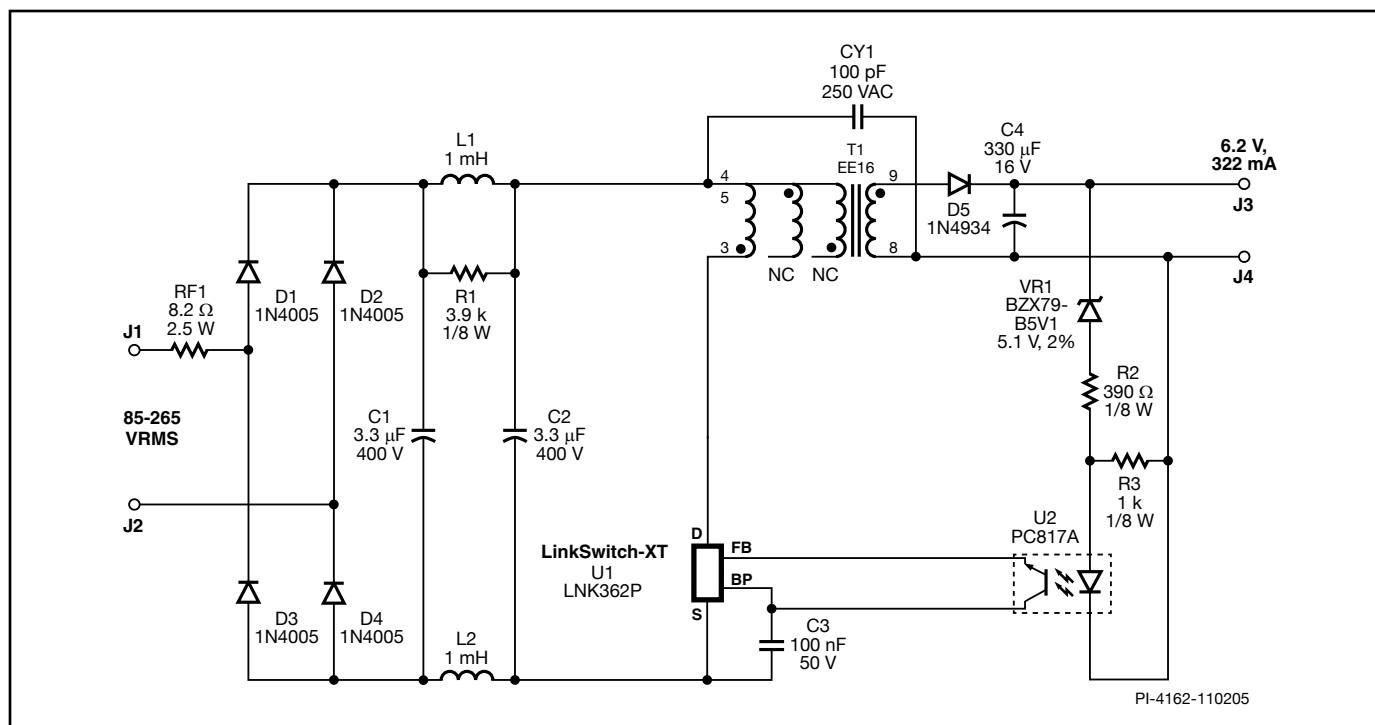 CY1
100 pF
250 VAC
L1
1 mH
C4
330 μF
16 V
6.2 V,
322 mA
T1
EE16
4
5
3
9
8
D5
1N4934
J3
J4
NC
NC
RF1
8.2 Ω
2.5 W
D1
1N4005
D2
1N4005
R1
3.9 k
1/8 W
VR1
BZX79-
B5V1
5.1 V, 2%
J1
85-265
VRMS
J2
C1
3.3 μF
400 V
C2
3.3 μF
400 V
R2
390 Ω
1/8 W
R3
1 k
1/8 W
U2
PC817A
LinkSwitch-XT
U1
LNK362P
D
FB
BP
S
D3
1N4005
D4
1N4005
L2
1 mH
C3
100 nF
50 V
PI-4162-110205